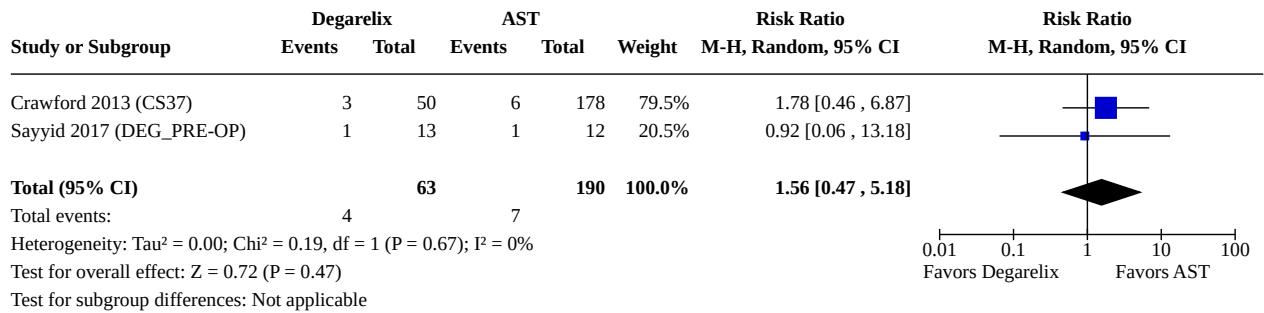 Degarelix AST Risk Ratio Risk Ratio
Study or Subgroup Events Total Events Total Weight M-H, Random, 95% CI M-H, Random, 95% CI
Crawford 2013 (CS37) 3 50 6 178 79.5% 1.78 [0.46 , 6.87]
Sayyid 2017 (DEG_PRE-OP) 1 13 1 12 20.5% 0.92 [0.06 , 13.18]
Total (95% CI) 63 190 100.0% 1.56 [0.47 , 5.18]
Total events: 4 7
Heterogeneity: Tau² = 0.00; Chi² = 0.19, df = 1 (P = 0.67); I² = 0%
0.01 0.1 1 10 100
Test for overall effect: Z = 0.72 (P = 0.47) Favors Degarelix Favors AST
Test for subgroup differences: Not applicable